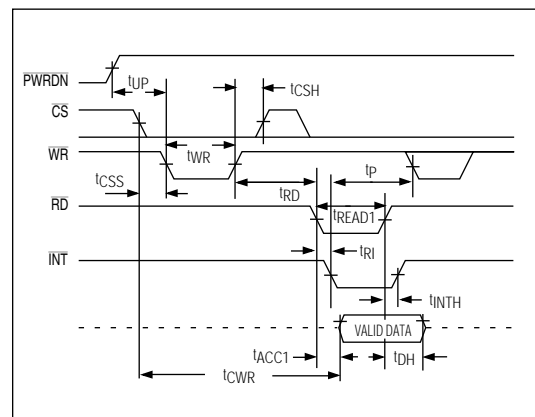 PWRDN
tUP
tCSH
CS
tWR
WR
tCSS
tP
tRD
RD
tREAD1
tRI
INT
tINTH
VALID DATA
tACC1
tDH
tCWR